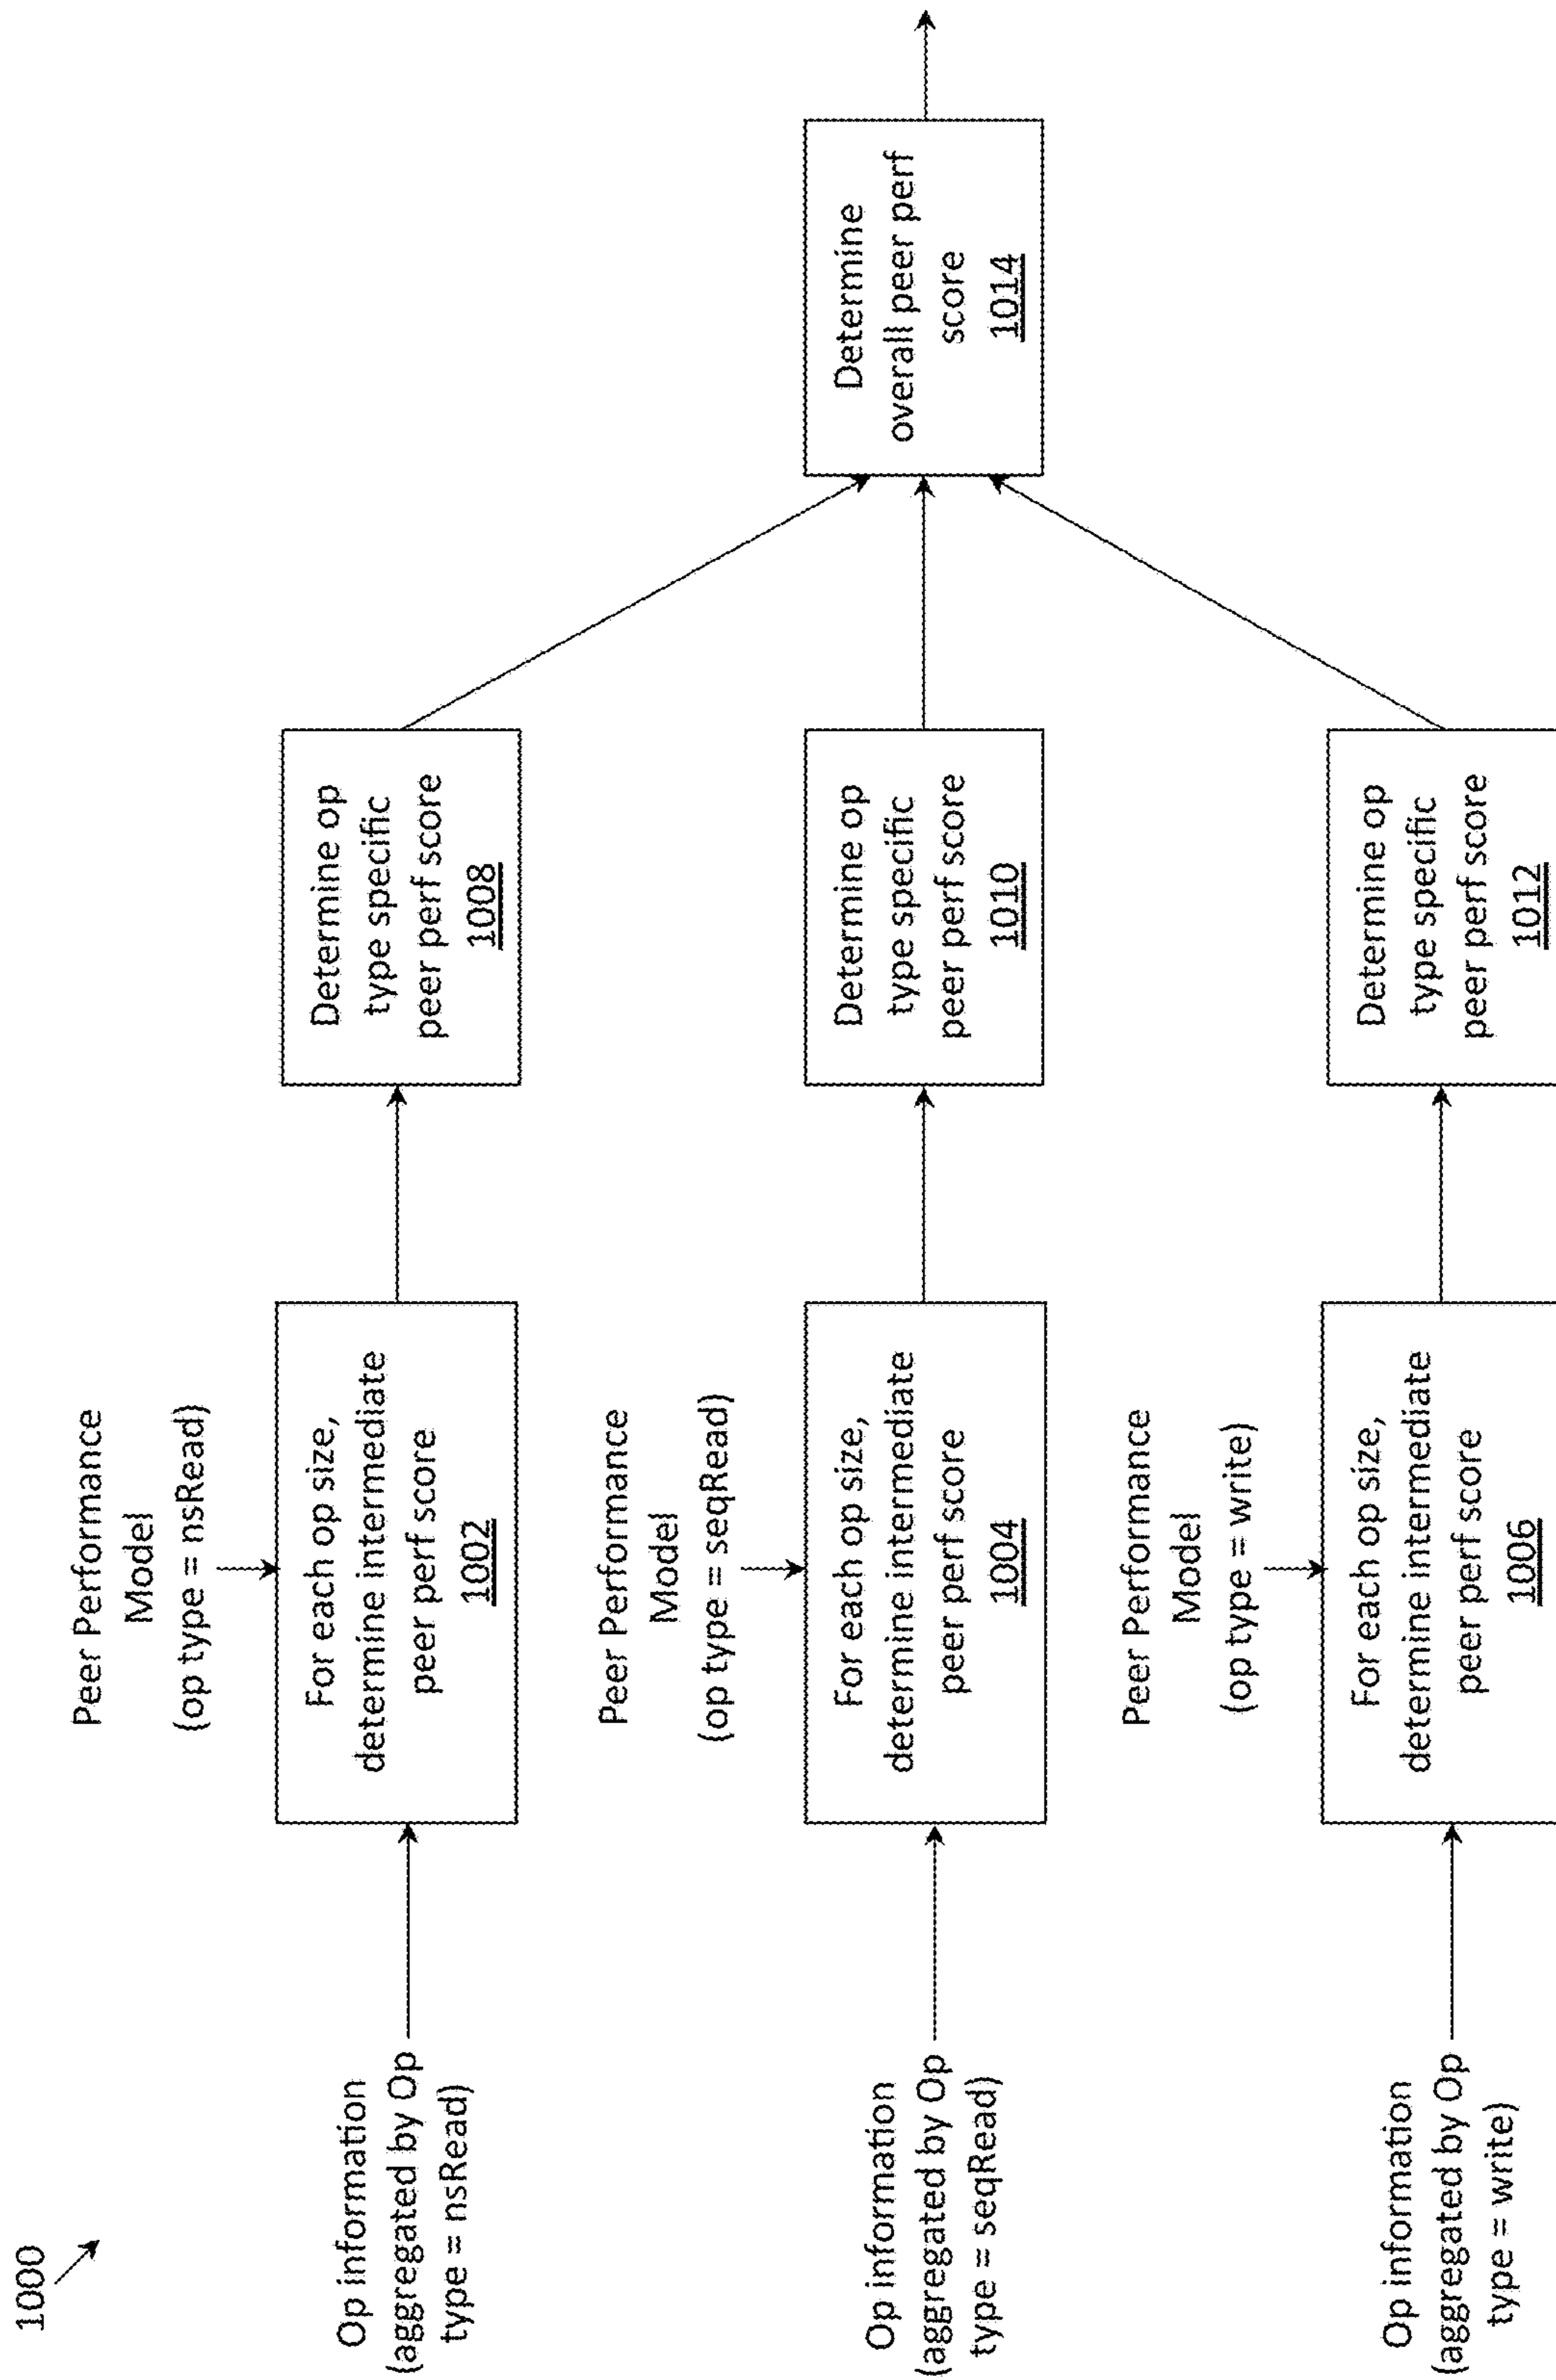 1000
Peer Performance
Model
(op type = nsRead)
Op information
(aggregated by Op
type = nsRead)
For each op size,
determine intermediate
peer perf score
1002
Determine op
type specific
peer perf score
1008
Peer Performance
Model
(op type = seqRead)
Op information
(aggregated by Op
type = seqRead)
For each op size,
determine intermediate
peer perf score
1004
Determine op
type specific
peer perf score
1010
Determine
overall peer perf
score
1014
Peer Performance
Model
(op type = write)
Op information
(aggregated by Op
type = write)
For each op size,
determine intermediate
peer perf score
1006
Determine op
type specific
peer perf score
1012